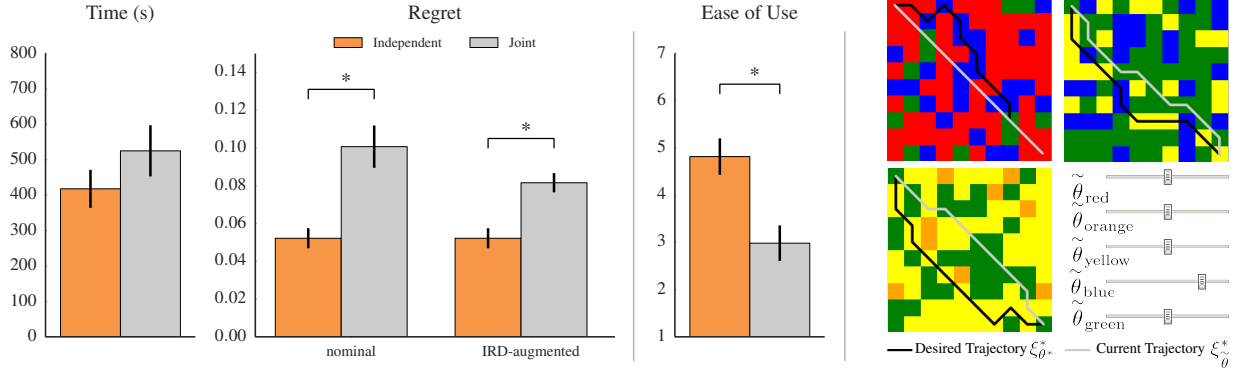 Time (s)
Regret
Ease of Use
Independent
Joint
800
700
600
500
400
300
200
100
0
0.14
0.12
0.10
0.08
0.06
0.04
0.02
0.00
*
*
nominal
IRD-augmented
7
6
5
4
3
2
1
*
θ̃red
θ̃orange
θ̃yellow
θ̃blue
θ̃green
Desired Trajectory ξ*θ*
Current Trajectory ξ*θ̃